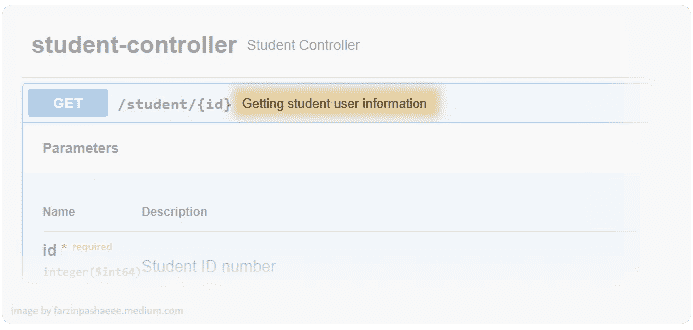 student-controller Student Controller
GET /student/{id} Getting student user information
Parameters
Name Description
id * required
integer($int64) Student ID number
image by farzinpashaeee.medium.com